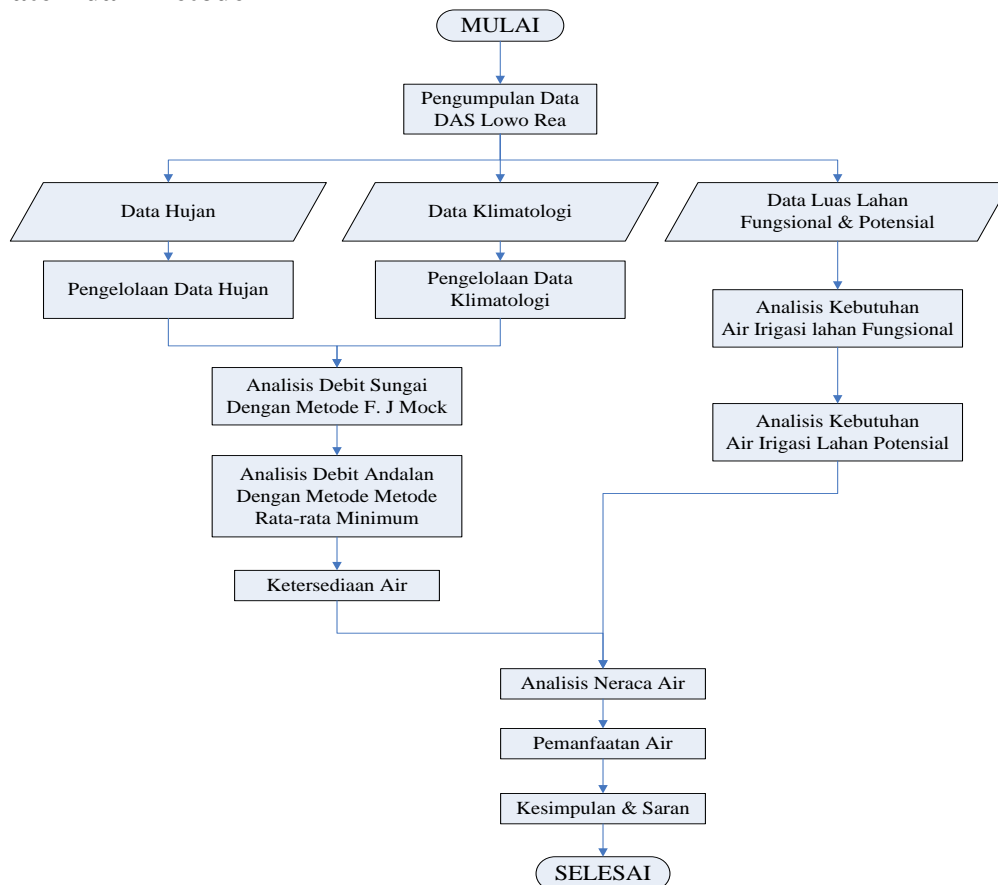 MULAI
Pengumpulan Data
DAS Lowo Rea
Data Hujan
Data Klimatologi
Data Luas Lahan
Fungsional & Potensial
Pengelolaan Data Hujan
Pengelolaan Data
Klimatologi
Analisis Kebutuhan
Air Irigasi lahan Fungsional
Analisis Debit Sungai
Dengan Metode F. J Mock
Analisis Kebutuhan
Air Irigasi Lahan Potensial
Analisis Debit Andalan
Dengan Metode Metode
Rata-rata Minimum
Ketersediaan Air
Analisis Neraca Air
Pemanfaatan Air
Kesimpulan & Saran
SELESAI